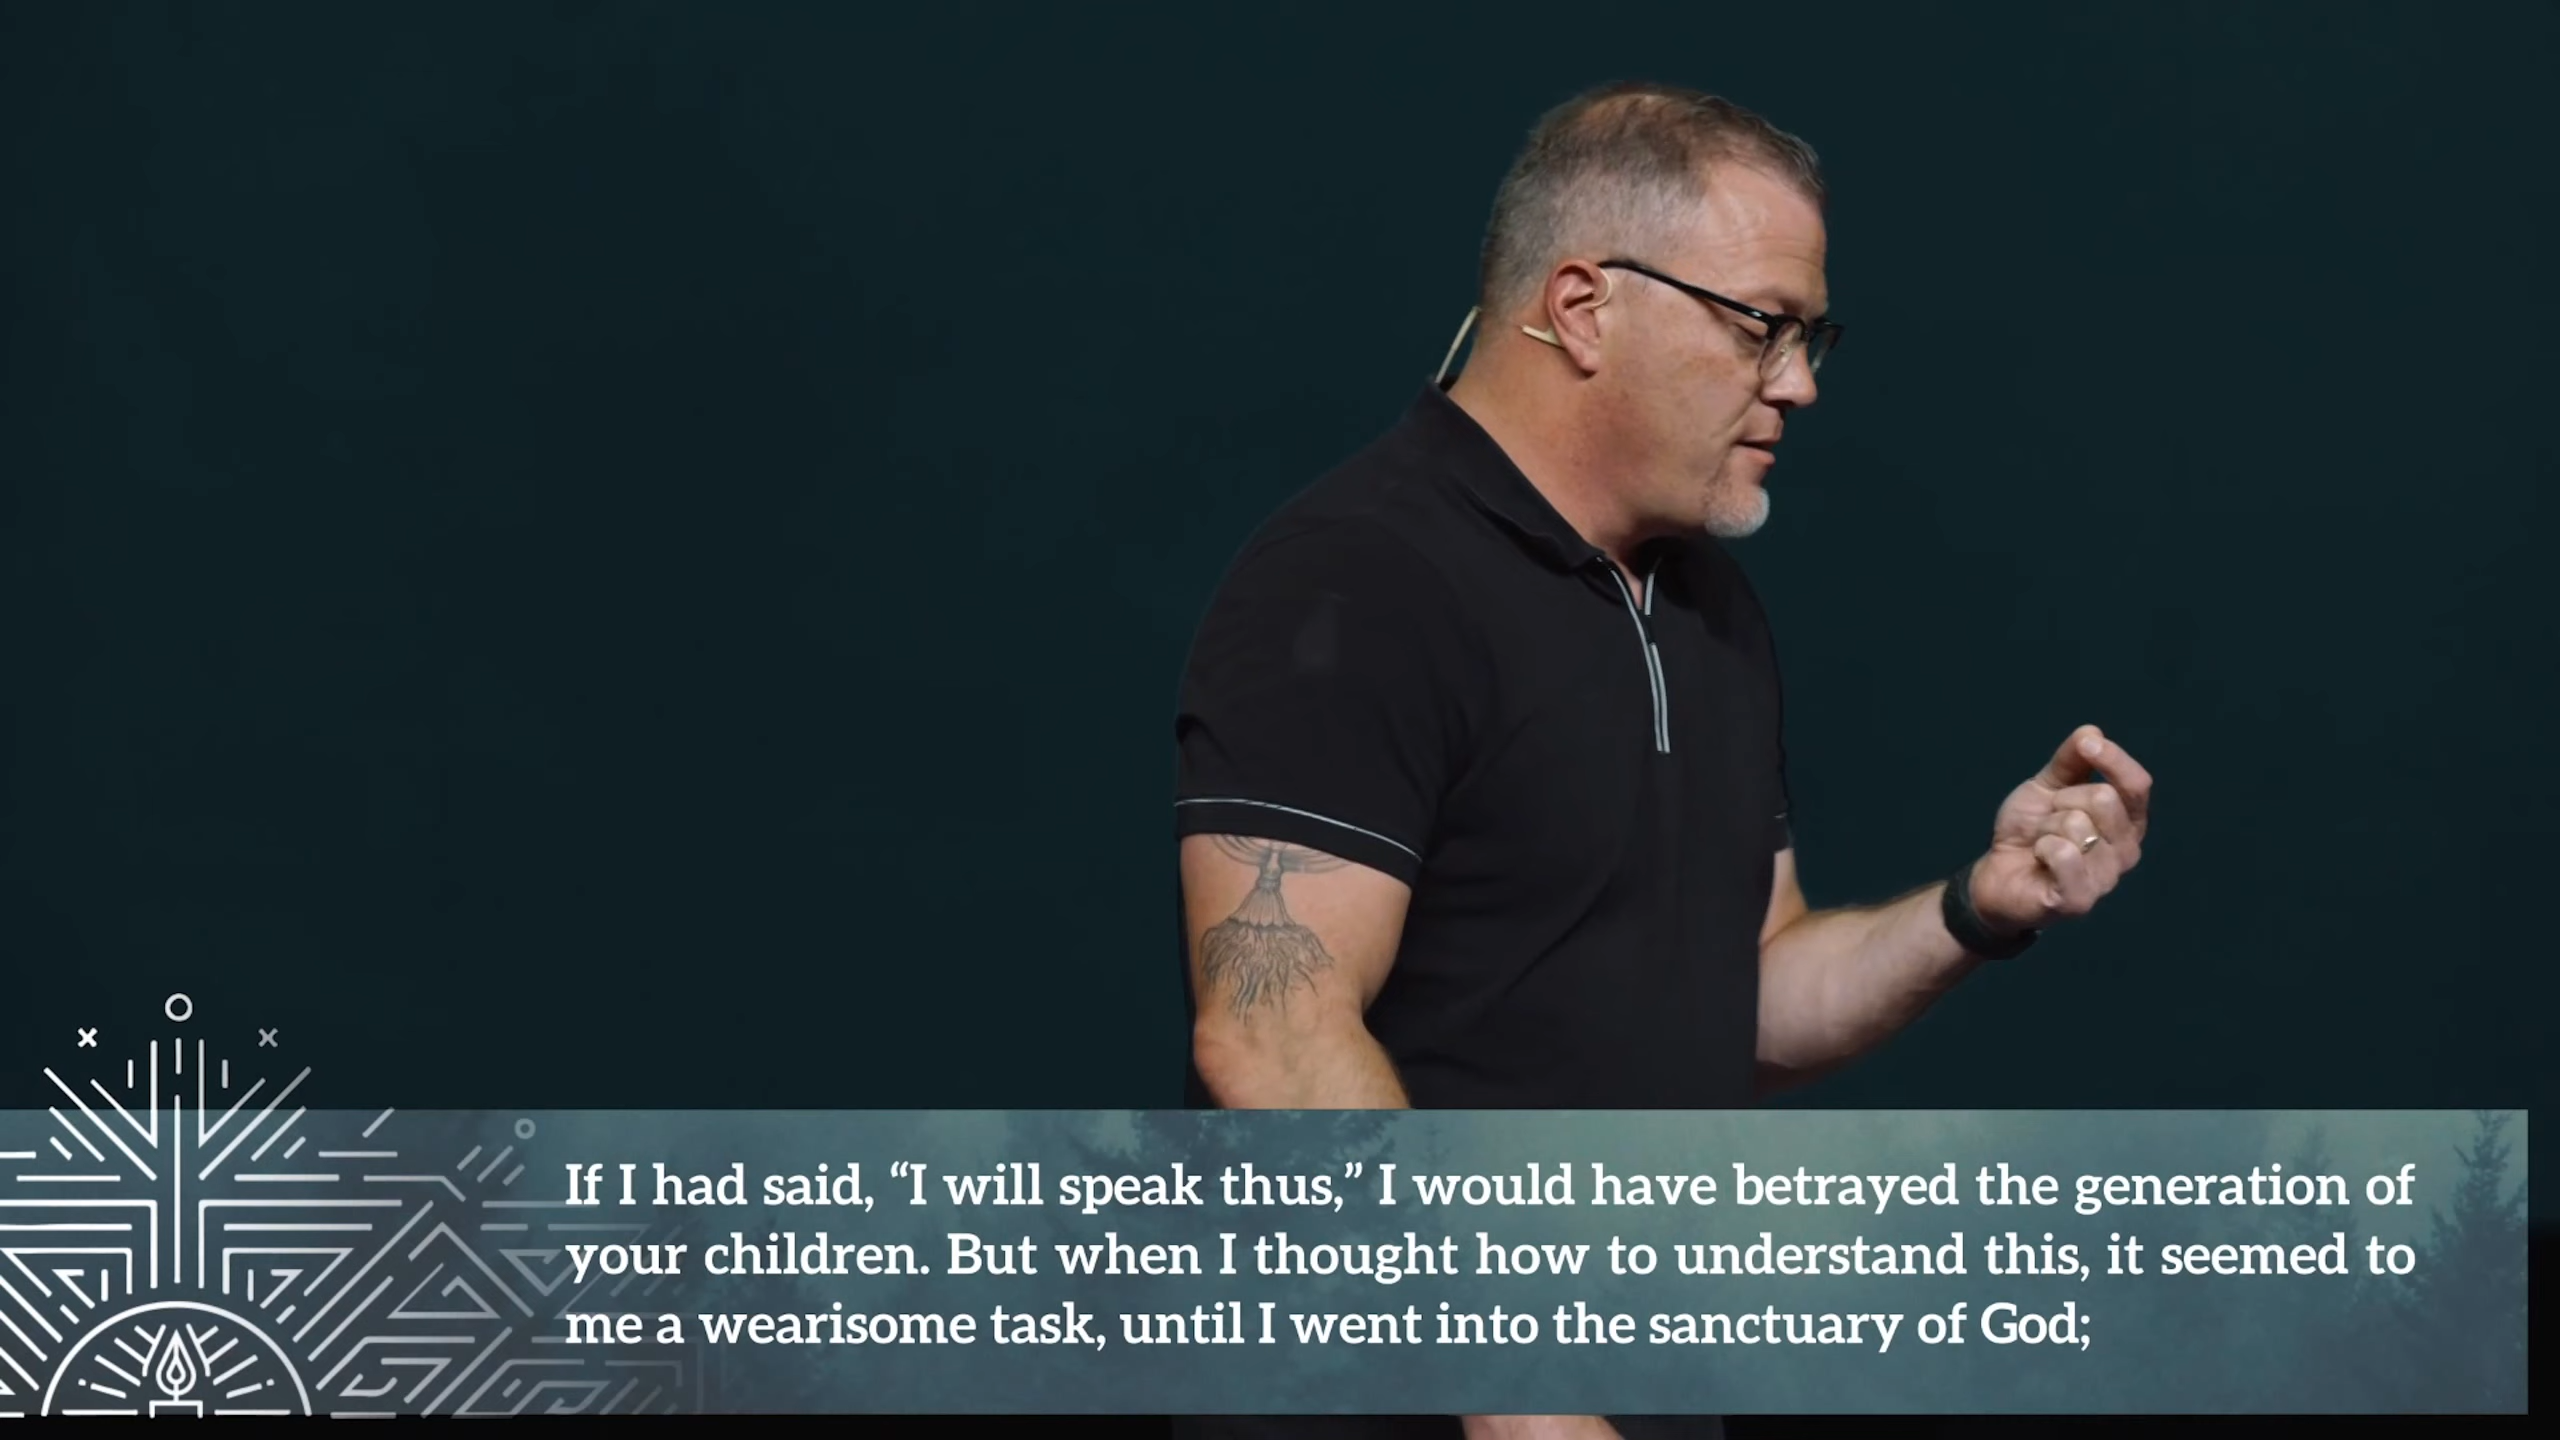 If I had said, “I will speak thus,” I would have betrayed the generation of
your children. But when I thought how to understand this, it seemed to
me a wearisome task, until I went into the sanctuary of God;